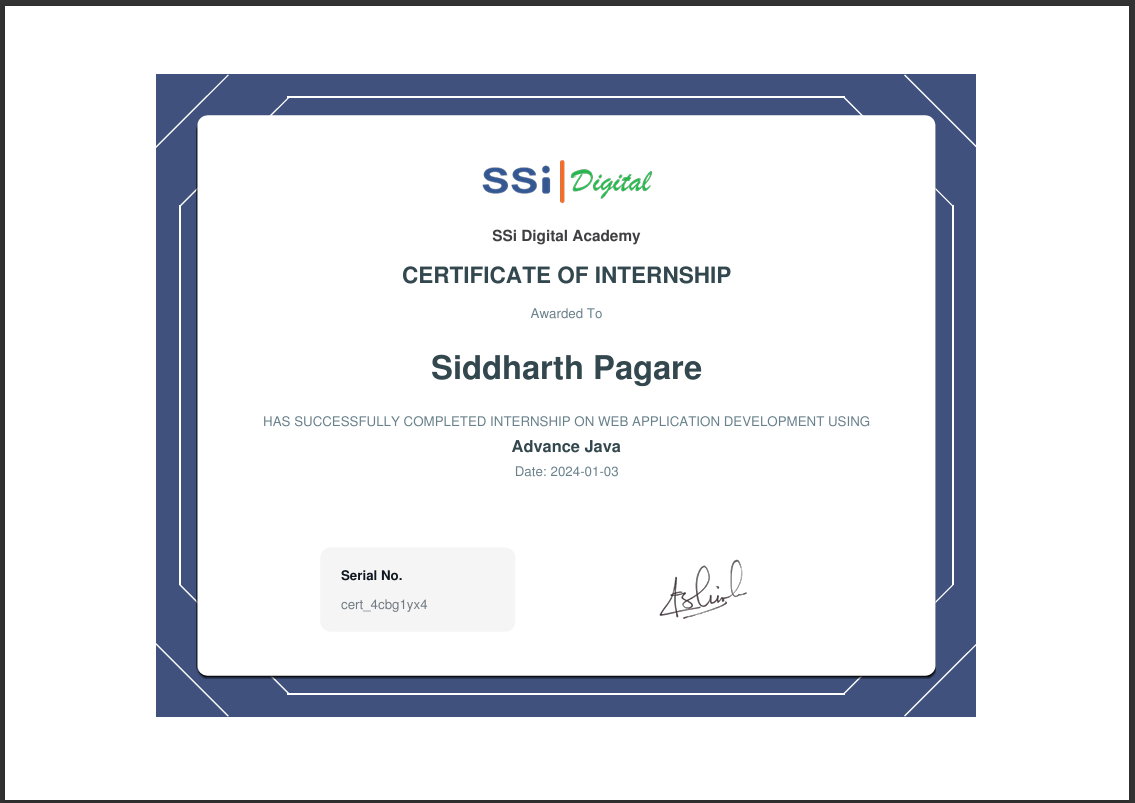 SSi | Digital
SSi Digital Academy
CERTIFICATE OF INTERNSHIP
Awarded To
Siddharth Pagare
HAS SUCCESSFULLY COMPLETED INTERNSHIP ON WEB APPLICATION DEVELOPMENT USING
Advance Java
Date: 2024-01-03
Serial No.
cert_4cbg1yx4